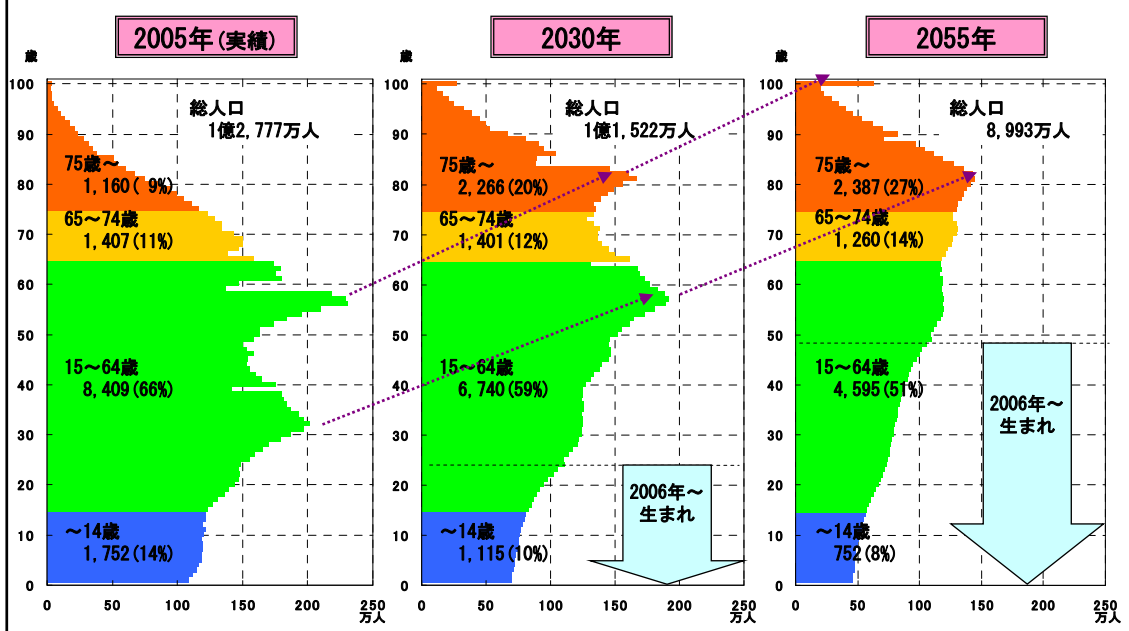 2005年(実績)
歳
100
90
80
70
60
50
40
30
20
10
0
総人口
1億2,777万人
75歳～
1,160( 9%)
65～74歳
1,407(11%)
15～64歳
8,409(66%)
～14歳
1,752(14%)
0 50 100 150 200 250
万人
2030年
歳
100
90
80
70
60
50
40
30
20
10
0
総人口
1億1,522万人
75歳～
2,266(20%)
65～74歳
1,401(12%)
15～64歳
6,740(59%)
2006年～
生まれ
～14歳
1,115(10%)
0 50 100 150 200 250
万人
2055年
歳
100
90
80
70
60
50
40
30
20
10
0
総人口
8,993万人
75歳～
2,387(27%)
65～74歳
1,260(14%)
15～64歳
4,595(51%)
2006年～
生まれ
～14歳
752(8%)
0 50 100 150 200 250
万人